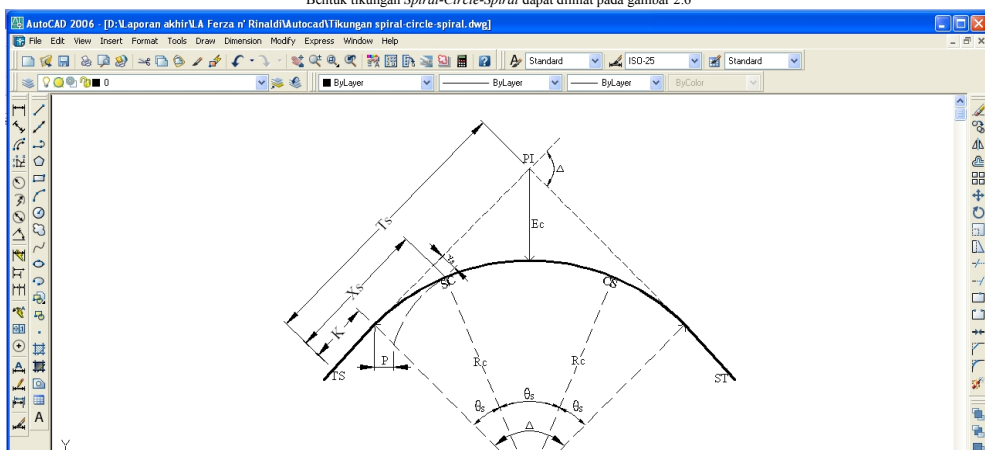 Bentuk tikungan Spiral-Circle-Spiral dapat dilihat pada gambar 2.6
AutoCAD 2006 - [D:\Laporan akhir\LA Ferza n' Rinaldi\Autocad\Tikungan spiral-circle-spiral.dwg]
File Edit View Insert Format Tools Draw Dimension Modify Express Window Help
Standard ISO-25 Standard
0 ByLayer ByLayer ByLayer ByColor
PI
Δ
Ts
Ec
Xs
SC CS
K
P
Rc Rc
TS ST
θs θs θs
Δ
Y